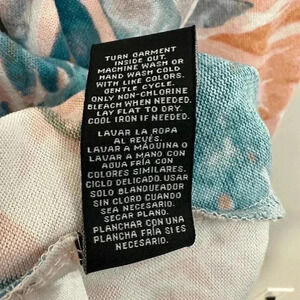 TURN GARMENT
INSIDE OUT.
MACHINE WASH OR
HAND WASH COLD
WITH LIKE COLORS.
GENTLE CYCLE.
ONLY NON-CHLORINE
BLEACH WHEN NEEDED.
LAY FLAT TO DRY.
COOL IRON IF NEEDED.
LAVAR LA ROPA
AL REVÉS.
LAVAR A MÁQUINA O
LAVAR A MANO CON
AGUA FRÍA CON
COLORES SIMILARES.
CICLO DELICADO. USAR
SOLO BLANQUEADOR
SIN CLORO CUANDO
SEA NECESARIO.
SECAR PLANO.
PLANCHAR CON UNA
PLANCHA FRÍA SI ES
NECESARIO.